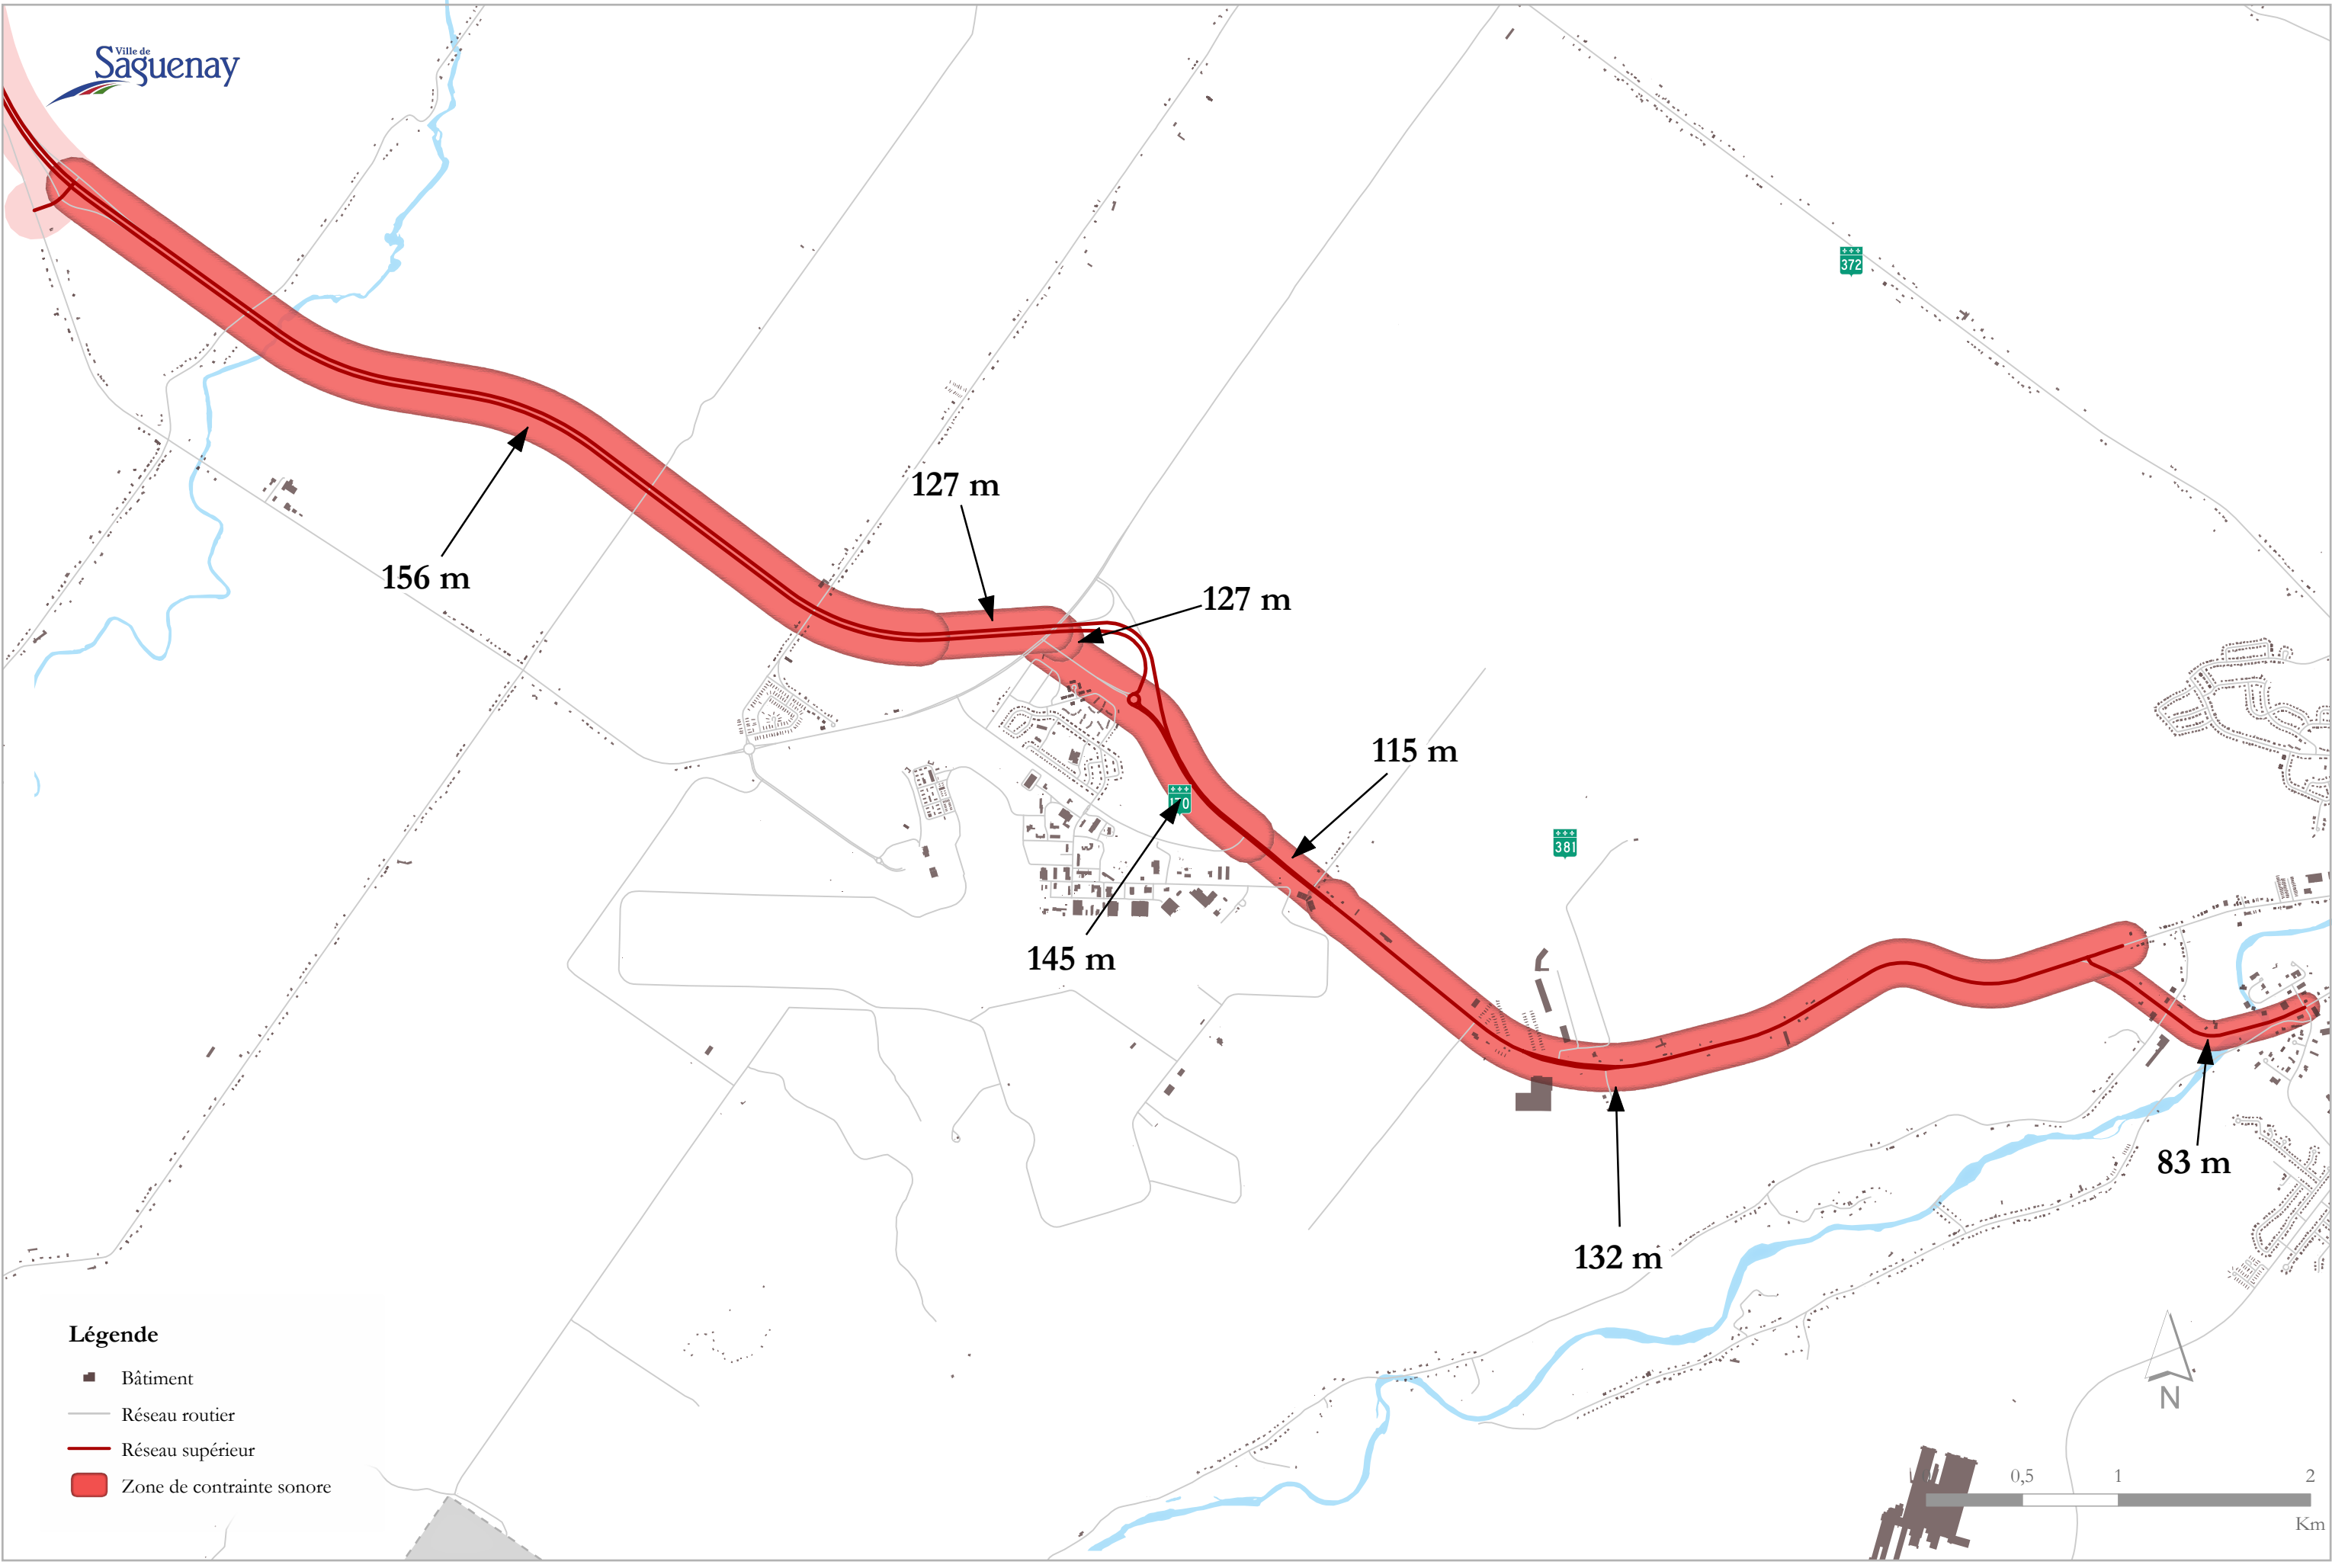 Ville de
Saguenay
372
127 m
156 m
127 m
115 m
170
381
145 m
83 m
132 m
Légende
Bâtiment
Réseau routier
Réseau supérieur
Zone de contrainte sonore
N
0,5 1 2
Km